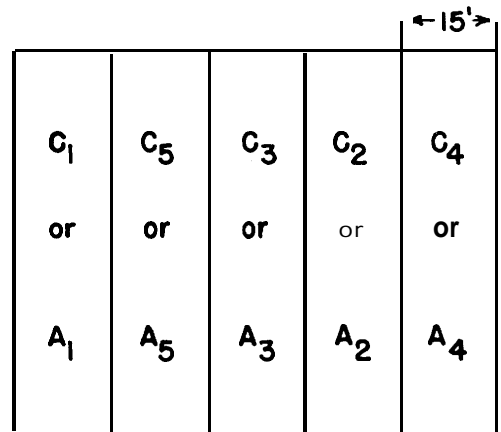 15'
C₁ C₅ C₃ C₂ C₄
or or or or or
A₁ A₅ A₃ A₂ A₄